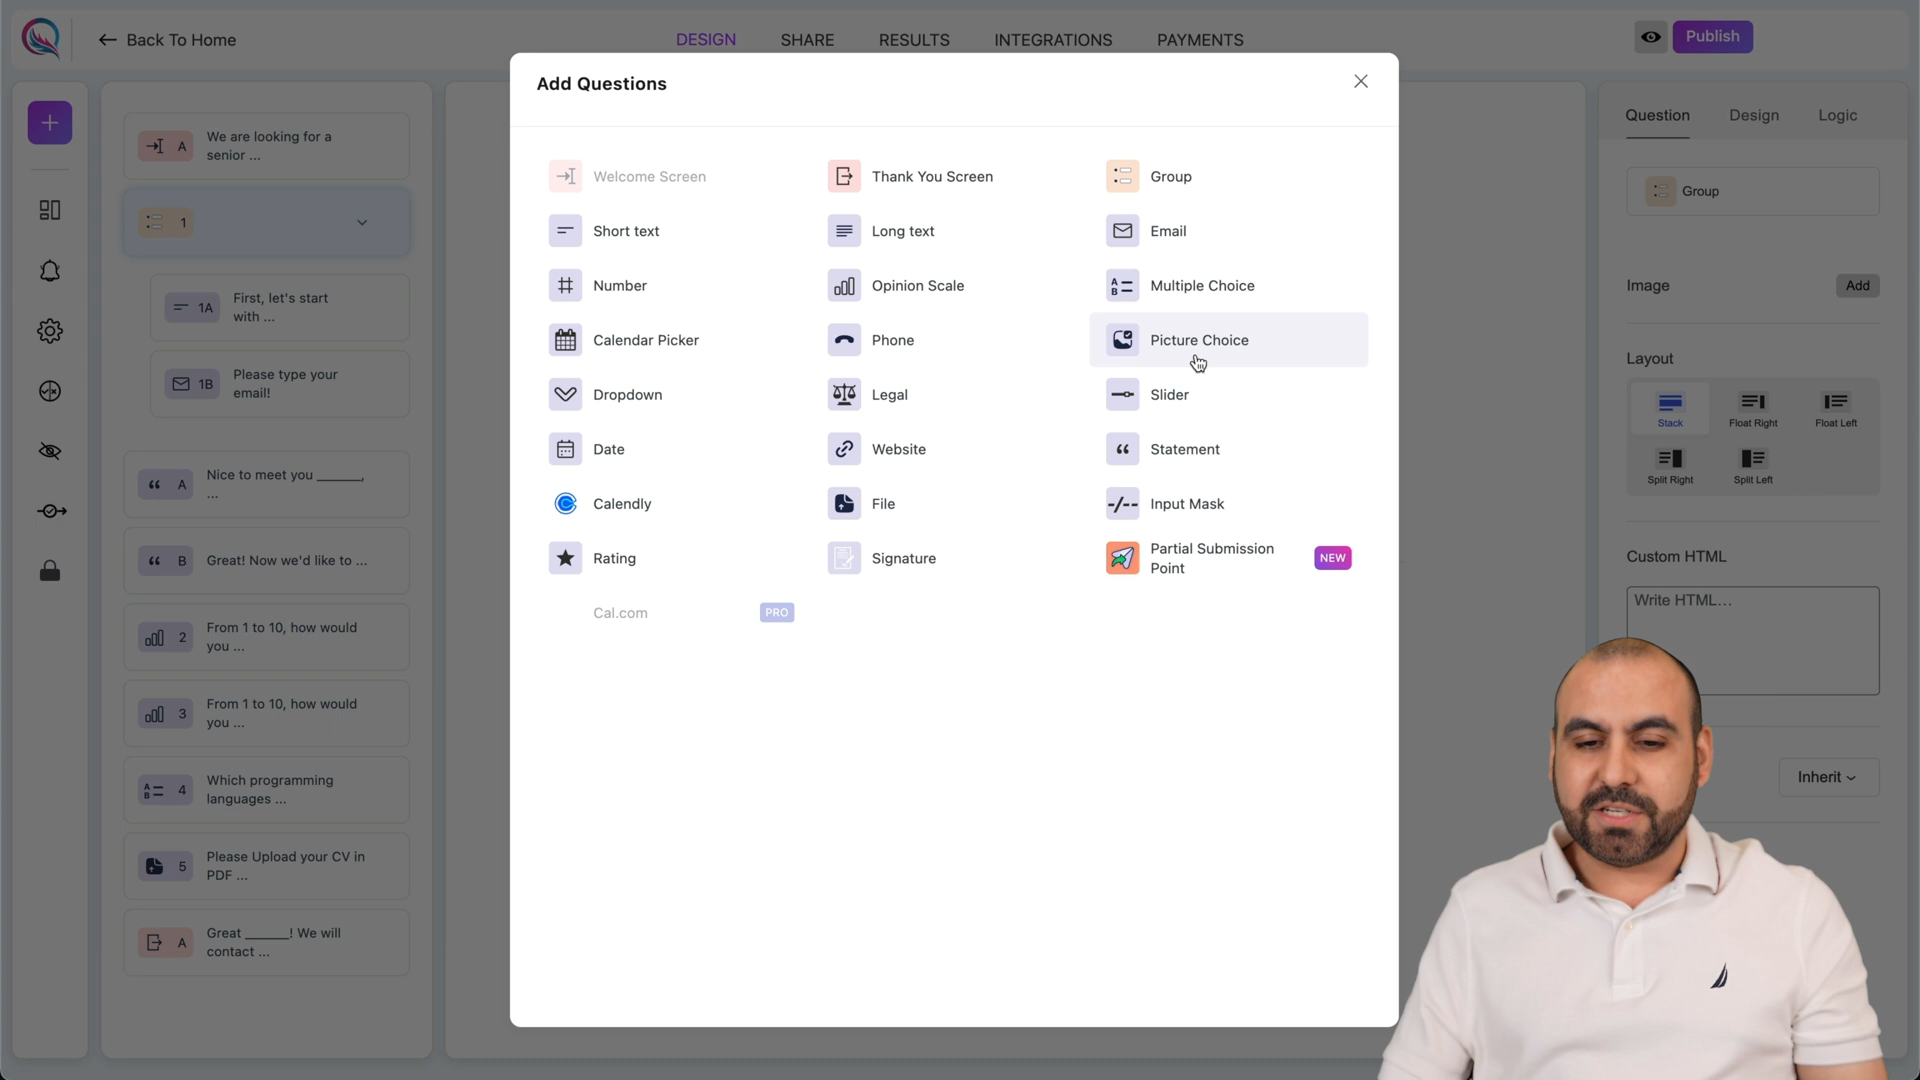 Back To Home
DESIGN
SHARE
RESULTS
INTEGRATIONS
PAYMENTS
Publish
A
We are looking for a
senior ...
1
1A
First, let's start
with ...
1B
Please type your
email!
A
Nice to meet you ______,
...
B
Great! Now we'd like to ...
2
From 1 to 10, how would
you ...
3
From 1 to 10, how would
you ...
4
Which programming
languages ...
5
Please Upload your CV in
PDF ...
A
Great ______! We will
contact ...
Add Questions
Welcome Screen
Thank You Screen
Group
Short text
Long text
Email
Number
Opinion Scale
Multiple Choice
Calendar Picker
Phone
Picture Choice
Dropdown
Legal
Slider
Date
Website
Statement
Calendly
File
Input Mask
Rating
Signature
Partial Submission
Point
NEW
Cal.com
PRO
Question
Design
Logic
Group
Image
Add
Layout
Stack
Float Right
Float Left
Split Right
Split Left
Custom HTML
Write HTML...
Inherit